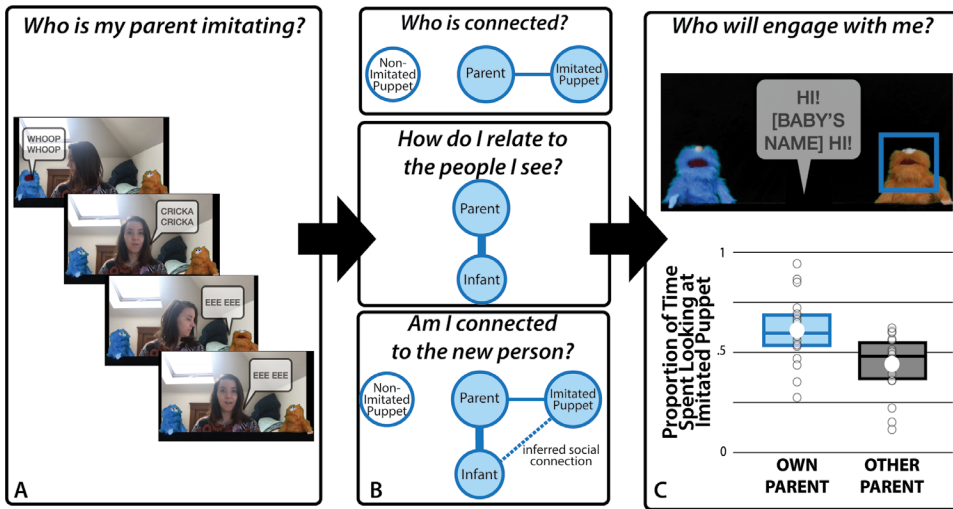 Who is my parent imitating?
WHOOP
WHOOP
CRICKA
CRICKA
EEE EEE
EEE EEE
A
Who is connected?
Non-
Imitated
Puppet
Parent
Imitated
Puppet
How do I relate to
the people I see?
Parent
Infant
Am I connected
to the new person?
Non-
Imitated
Puppet
Parent
Imitated
Puppet
inferred social
connection
Infant
B
Who will engage with me?
HI!
[BABY'S
NAME] HI!
Proportion of Time
Spent Looking at
Imitated Puppet
1
.5
0
OWN
PARENT
OTHER
PARENT
C